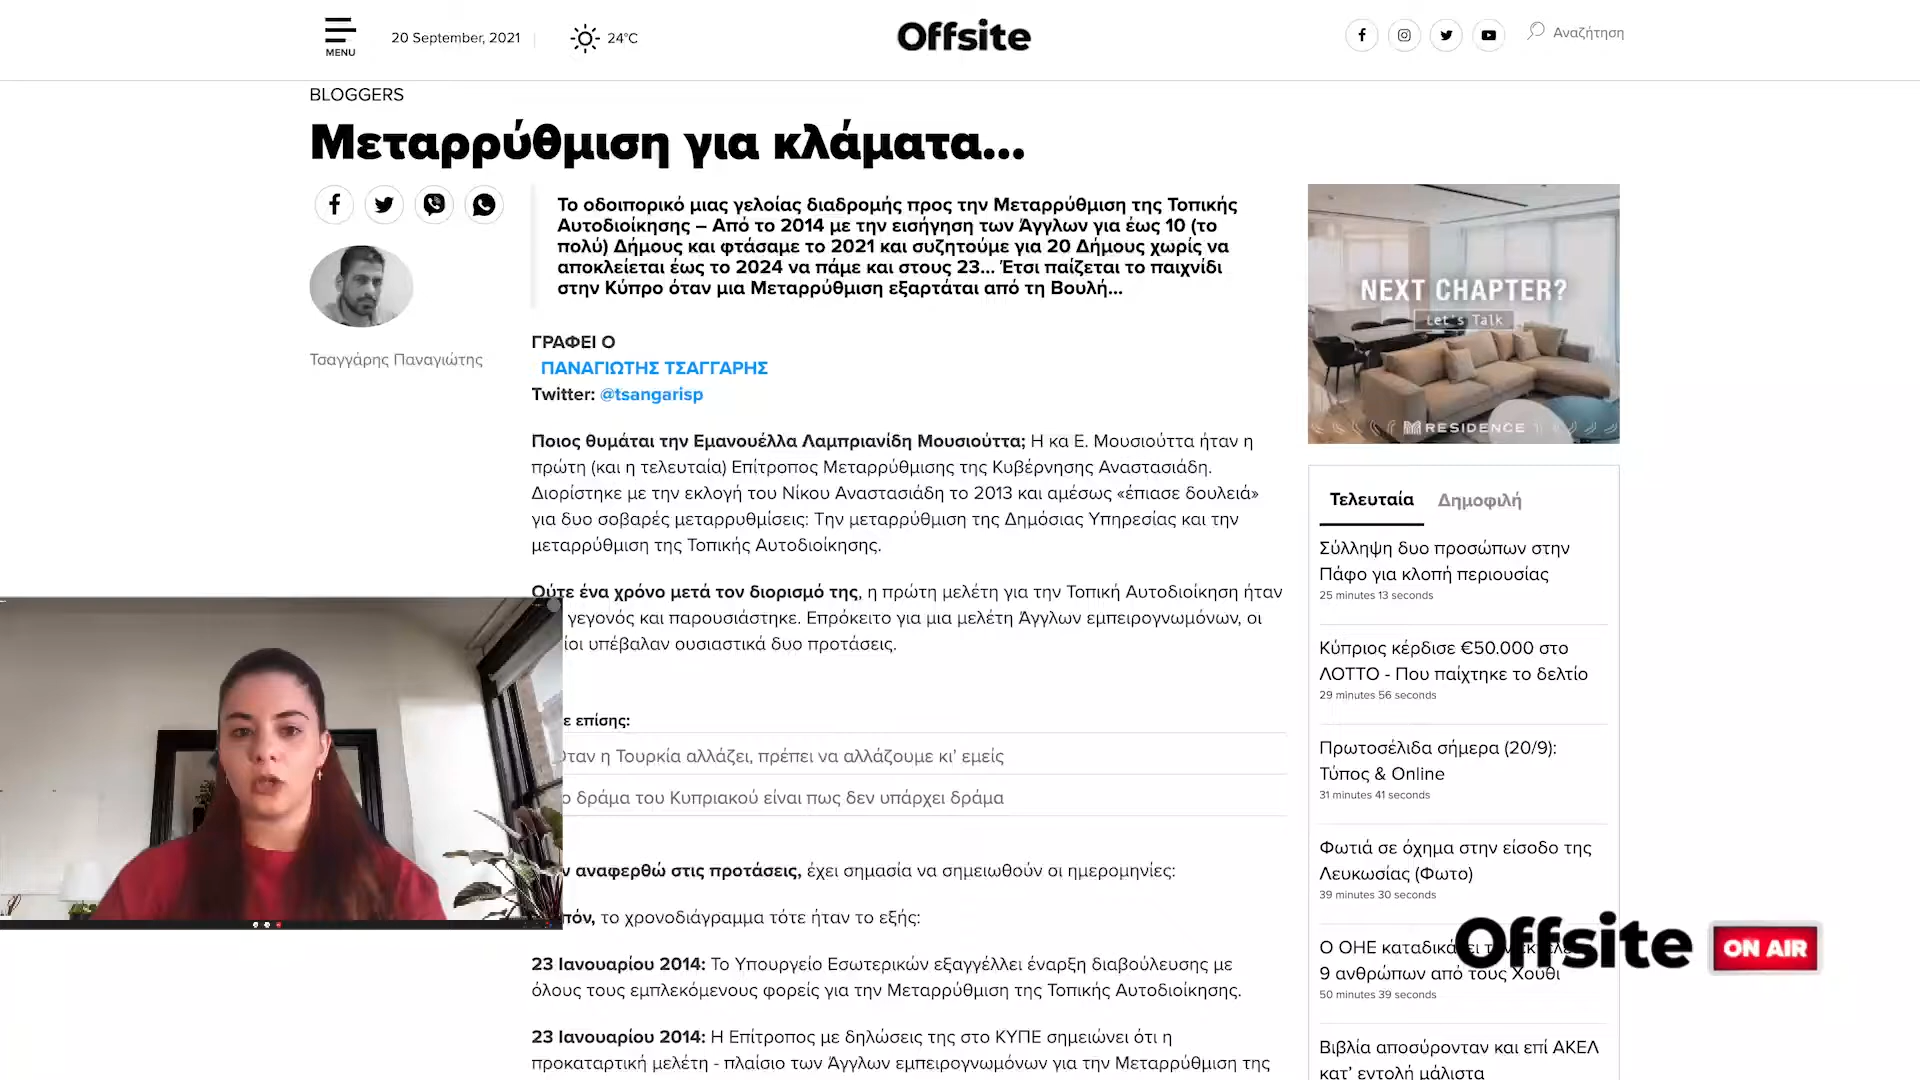 MENU
20 September, 2021
24°C
Offsite
Αναζήτηση
BLOGGERS
Μεταρρύθμιση για κλάματα...
Το οδοιπορικό μιας γελοίας διαδρομής προς την Μεταρρύθμιση της Τοπικής
Αυτοδιοίκησης – Από το 2014 με την εισήγηση των Άγγλων για έως 10 (το
πολύ) Δήμους και φτάσαμε το 2021 και συζητούμε για 20 Δήμους χωρίς να
αποκλείεται έως το 2024 να πάμε και στους 23... Έτσι παίζεται το παιχνίδι
στην Κύπρο όταν μια Μεταρρύθμιση εξαρτάται από τη Βουλή...
Τσαγγάρης Παναγιώτης
ΓΡΑΦΕΙ Ο
ΠΑΝΑΓΙΩΤΗΣ ΤΣΑΓΓΑΡΗΣ
Twitter: @tsangarisp
Ποιος θυμάται την Εμανουέλλα Λαμπριανίδη Μουσιούττα; Η κα Ε. Μουσιούττα ήταν η
πρώτη (και η τελευταία) Επίτροπος Μεταρρύθμισης της Κυβέρνησης Αναστασιάδη.
Διορίστηκε με την εκλογή του Νίκου Αναστασιάδη το 2013 και αμέσως «έπιασε δουλειά»
για δυο σοβαρές μεταρρυθμίσεις: Την μεταρρύθμιση της Δημόσιας Υπηρεσίας και την
μεταρρύθμιση της Τοπικής Αυτοδιοίκησης.
Ούτε ένα χρόνο μετά τον διορισμό της, η πρώτη μελέτη για την Τοπική Αυτοδιοίκηση ήταν
γεγονός και παρουσιάστηκε. Επρόκειτο για μια μελέτη Άγγλων εμπειρογνωμόνων, οι
υπέβαλαν ουσιαστικά δυο προτάσεις.
επίσης:
η Τουρκία αλλάζει, πρέπει να αλλάζουμε κι’ εμείς
δράμα του Κυπριακού είναι πως δεν υπάρχει δράμα
αναφερθώ στις προτάσεις, έχει σημασία να σημειωθούν οι ημερομηνίες:
το χρονοδιάγραμμα τότε ήταν το εξής:
23 Ιανουαρίου 2014: Το Υπουργείο Εσωτερικών εξαγγέλλει έναρξη διαβούλευσης με
όλους τους εμπλεκόμενους φορείς για την Μεταρρύθμιση της Τοπικής Αυτοδιοίκησης.
23 Ιανουαρίου 2014: Η Επίτροπος με δηλώσεις της στο ΚΥΠΕ σημειώνει ότι η
προκαταρτική μελέτη - πλαίσιο των Άγγλων εμπειρογνωμόνων για την Μεταρρύθμιση της
NEXT CHAPTER?
Let's Talk
RESIDENCE
Τελευταία Δημοφιλή
Σύλληψη δυο προσώπων στην
Πάφο για κλοπή περιουσίας
25 minutes 13 seconds
Κύπριος κέρδισε €50.000 στο
ΛΟΤΤΟ - Που παίχτηκε το δελτίο
29 minutes 56 seconds
Πρωτοσέλιδα σήμερα (20/9):
Τύπος & Online
31 minutes 41 seconds
Φωτιά σε όχημα στην είσοδο της
Λευκωσίας (Φωτο)
39 minutes 30 seconds
Ο ΟΗΕ
9 ανθρώπων από τους Χούθι
50 minutes 39 seconds
Βιβλία αποσύρονταν και επί ΑΚΕΛ
κατ’ εντολή μάλιστα
Offsite ON AIR